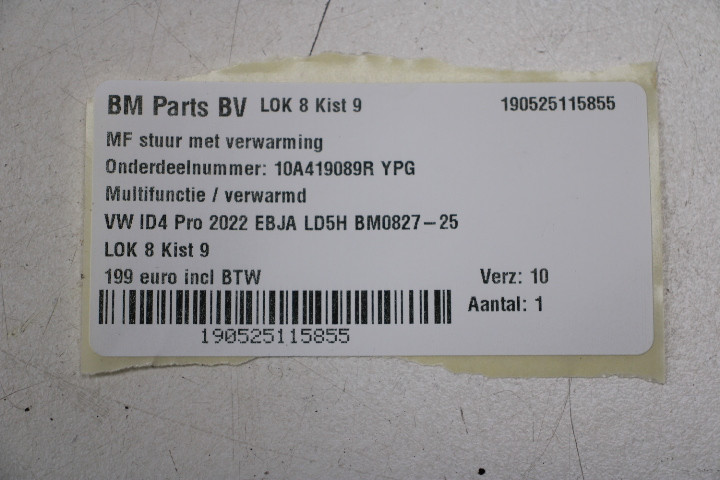 BM Parts BV LOK 8 Kist 9 190525115855
MF stuur met verwarming
Onderdeelnummer: 10A419089R YPG
Multifunctie / verwarmd
VW ID4 Pro 2022 EBJA LD5H BM0827-25
LOK 8 Kist 9
199 euro incl BTW Verz: 10
Aantal: 1
190525115855